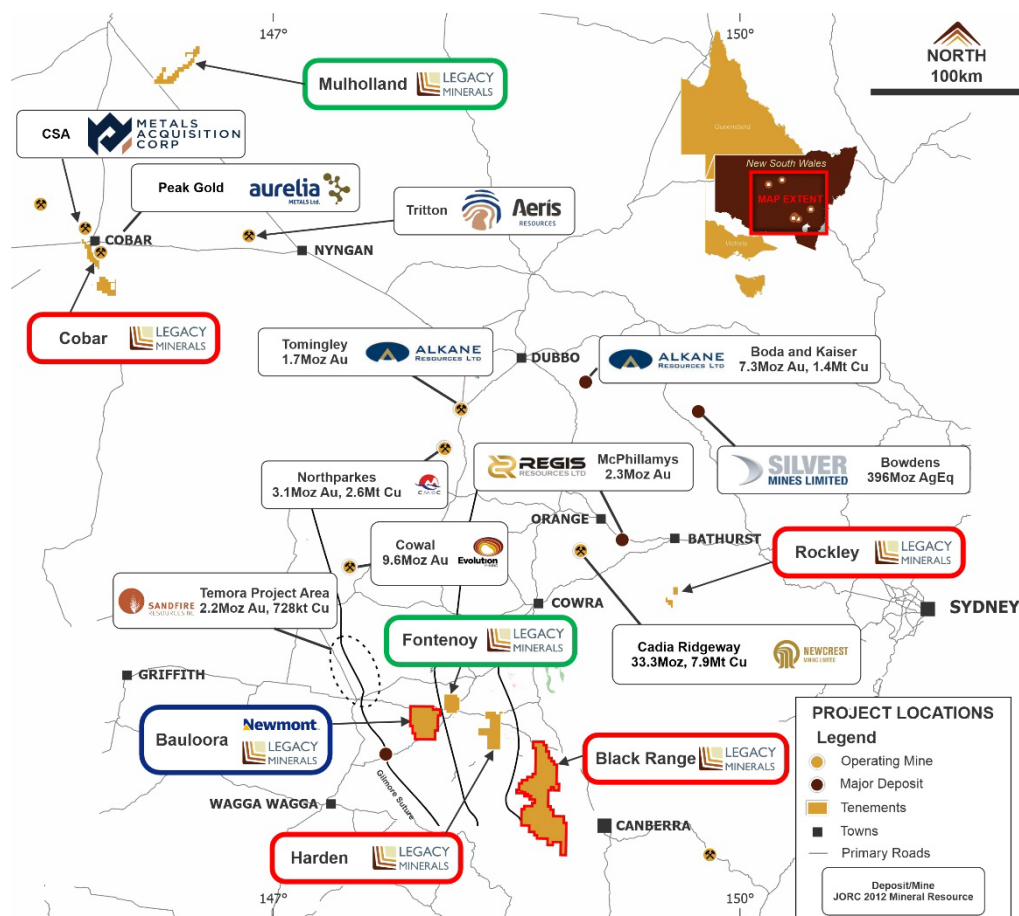 147°
150°
NORTH
100km
Mulholland
LEGACY
MINERALS
Queensland
New South Wales
MAP EXTENT
Victoria
CSA
METALS
ACQUISITION
CORP
Peak Gold
aurelia
METALS Ltd.
Tritton
Aeris
RESOURCES
COBAR
NYNGAN
Cobar
LEGACY
MINERALS
Tomingley
1.7Moz Au
ALKANE
RESOURCES LTD
DUBBO
ALKANE
RESOURCES LTD
Boda and Kaiser
7.3Moz Au, 1.4Mt Cu
Northparkes
3.1Moz Au, 2.6Mt Cu
CMOC
REGIS
RESOURCES LTD
McPhillamys
2.3Moz Au
SILVER
MINES LIMITED
Bowdens
396Moz AgEq
ORANGE
BATHURST
Cowal
9.6Moz Au
Evolution
Rockley
LEGACY
MINERALS
SANDFIRE
RESOURCES NL
Temora Project Area
2.2Moz Au, 728kt Cu
COWRA
SYDNEY
Fontenoy
LEGACY
MINERALS
Cadia Ridgeway
33.3Moz, 7.9Mt Cu
NEWCREST
MINING LIMITED
GRIFFITH
Bauloora
Newmont
LEGACY
MINERALS
Black Range
LEGACY
MINERALS
Gilmore Suture
WAGGA WAGGA
CANBERRA
Harden
LEGACY
MINERALS
PROJECT LOCATIONS
Legend
Operating Mine
Major Deposit
Tenements
Towns
Primary Roads
Deposit/Mine
JORC 2012 Mineral Resource
147°
150°